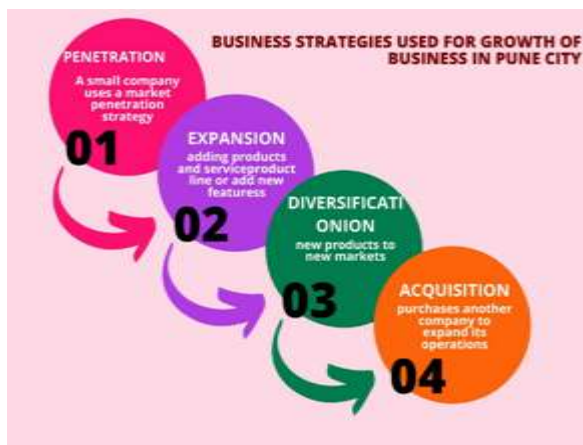 BUSINESS STRATEGIES USED FOR GROWTH OF
BUSINESS IN PUNE CITY
PENETRATION
A small company
uses a market
penetration
strategy
01
EXPANSION
adding products
and serviceproduct
line or add new
featuress
02
DIVERSIFICATI
ONION
new products to
new markets
03
ACQUISITION
purchases another
company to
expand its
operations
04